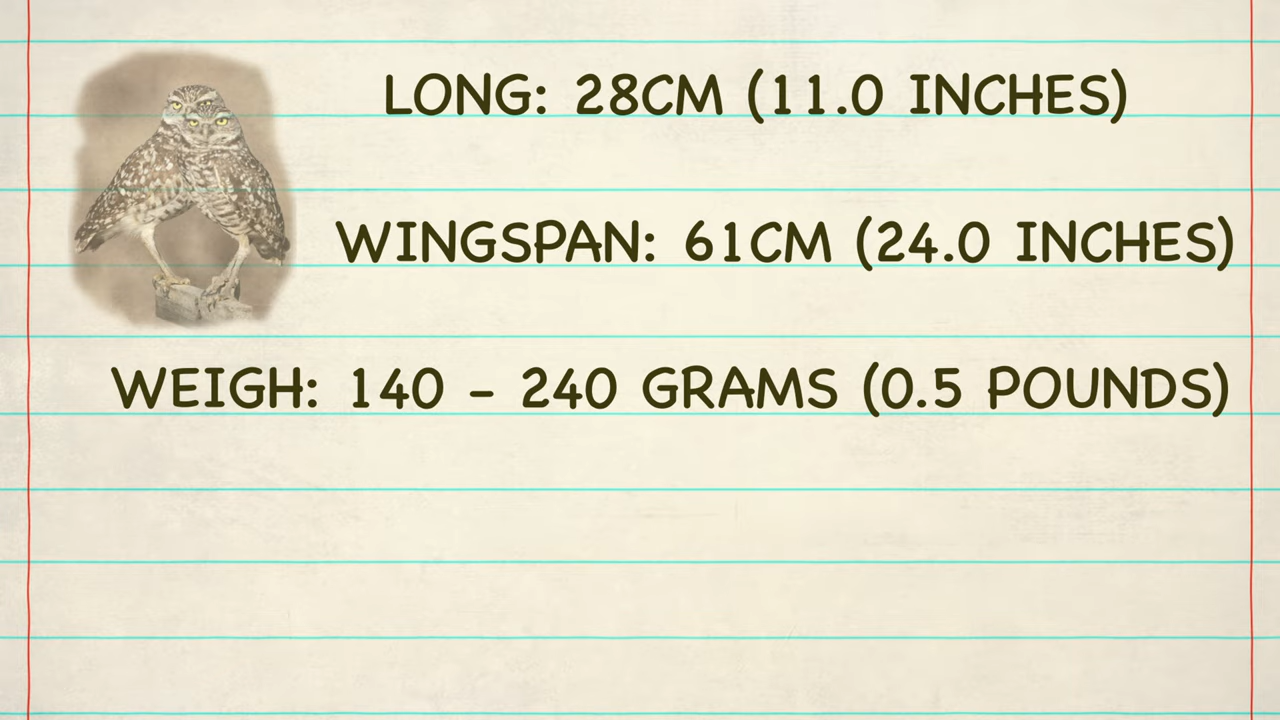 LONG: 28CM (11.0 INCHES)
WINGSPAN: 61CM (24.0 INCHES)
WEIGH: 140 – 240 GRAMS (0.5 POUNDS)